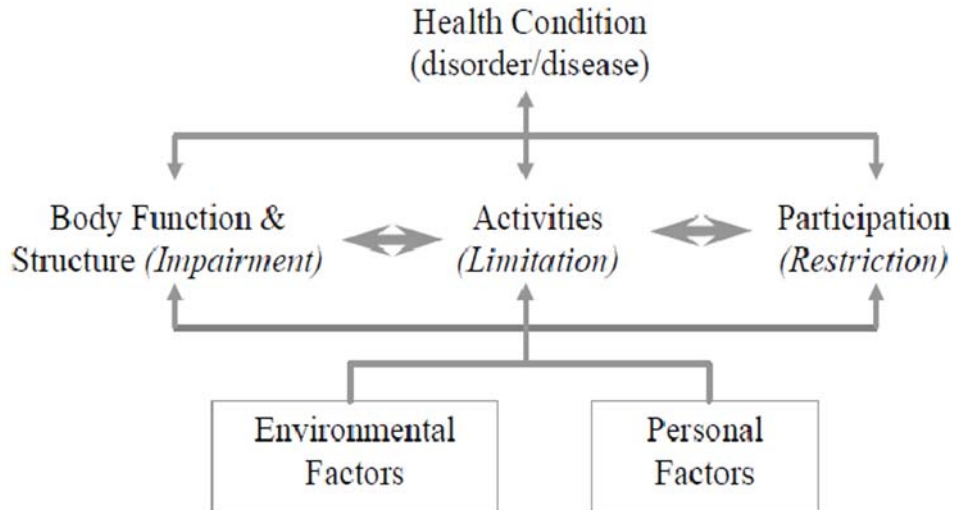 Health Condition
(disorder/disease)
Body Function &
Structure (Impairment)
Activities
(Limitation)
Participation
(Restriction)
Environmental
Factors
Personal
Factors